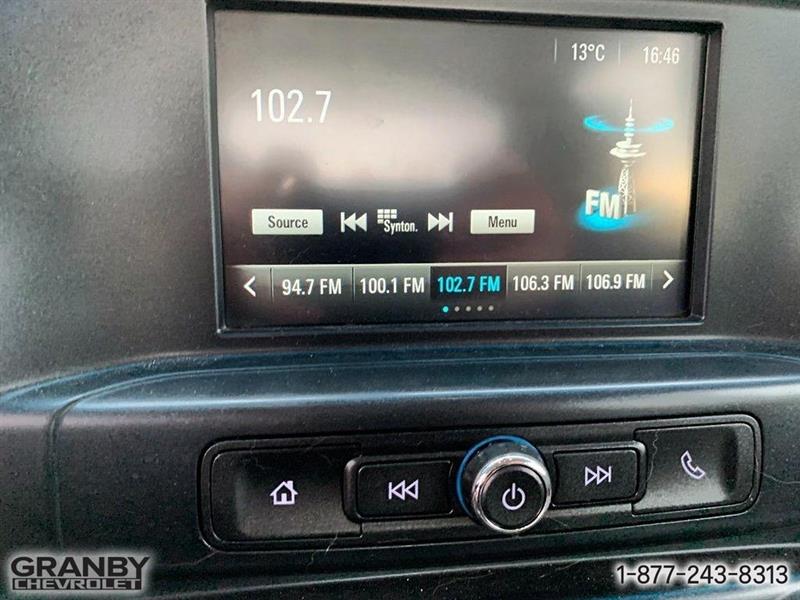 13°C 16:46
102.7
FM
Source Synton. Menu
94.7 FM 100.1 FM 102.7 FM 106.3 FM 106.9 FM
GRANBY
CHEVROLET
1-877-243-8313